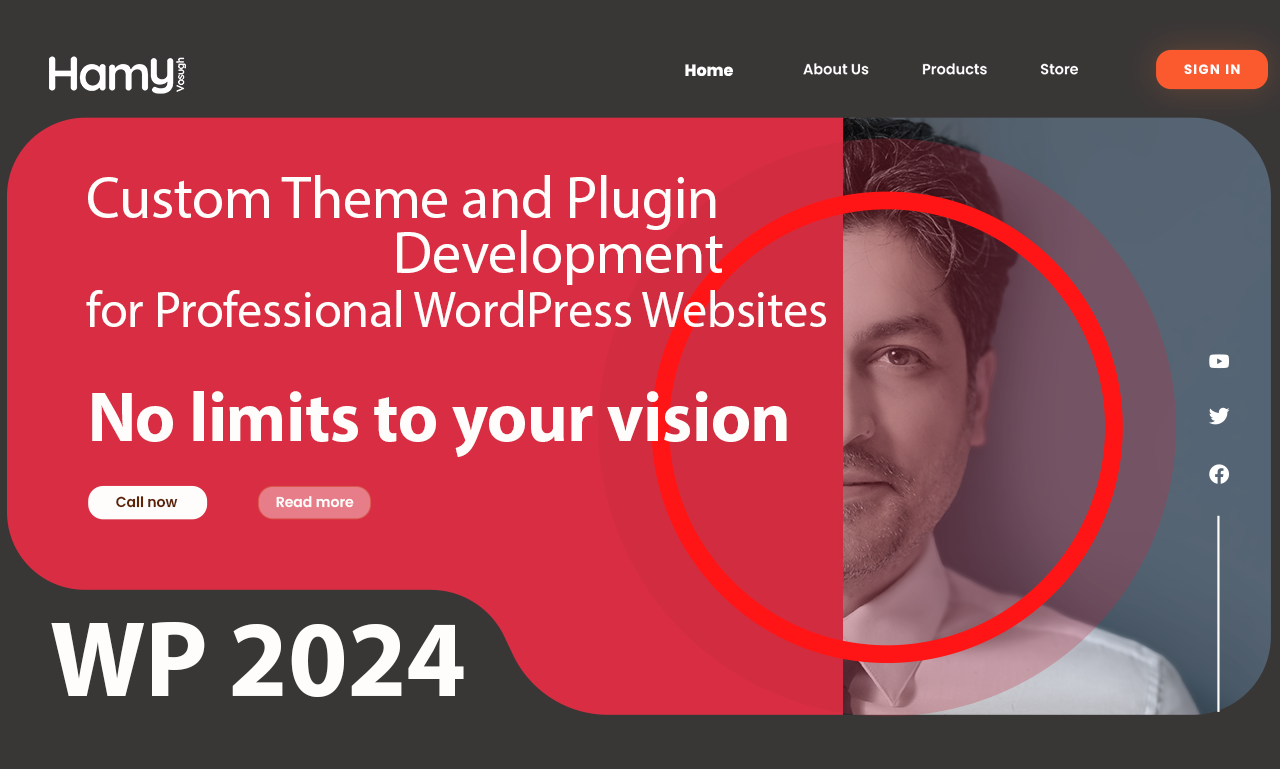 Hamy
Vosugh
Home
About Us
Products
Store
SIGN IN
Custom Theme and Plugin
Development
for Professional WordPress Websites
No limits to your vision
Call now
Read more
WP 2024